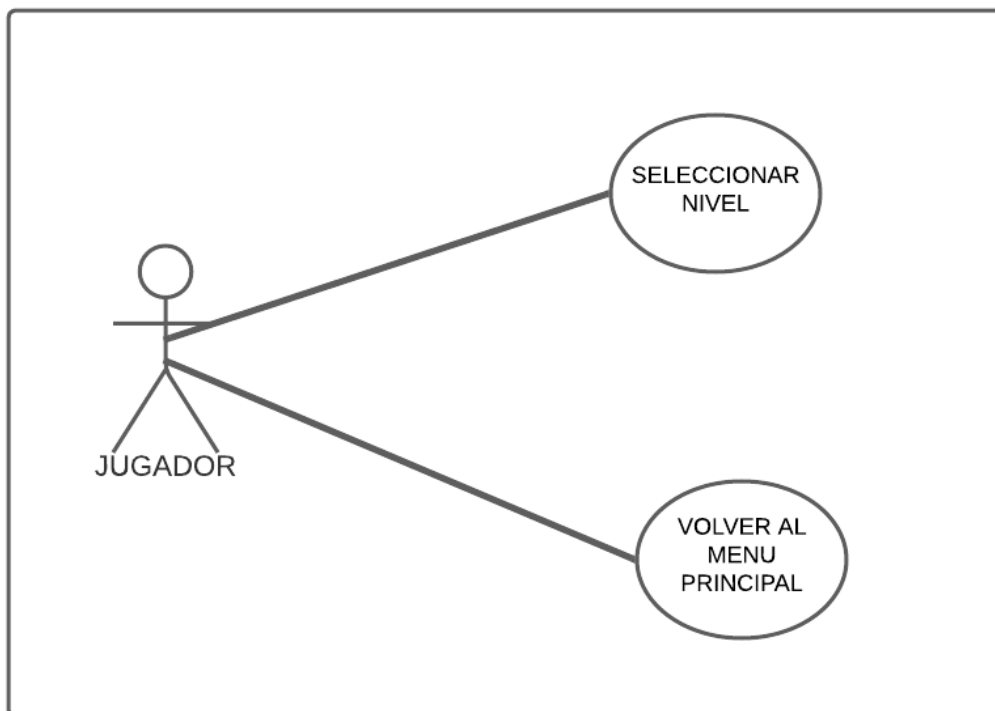 SELECCIONAR
NIVEL
JUGADOR
VOLVER AL
MENU
PRINCIPAL